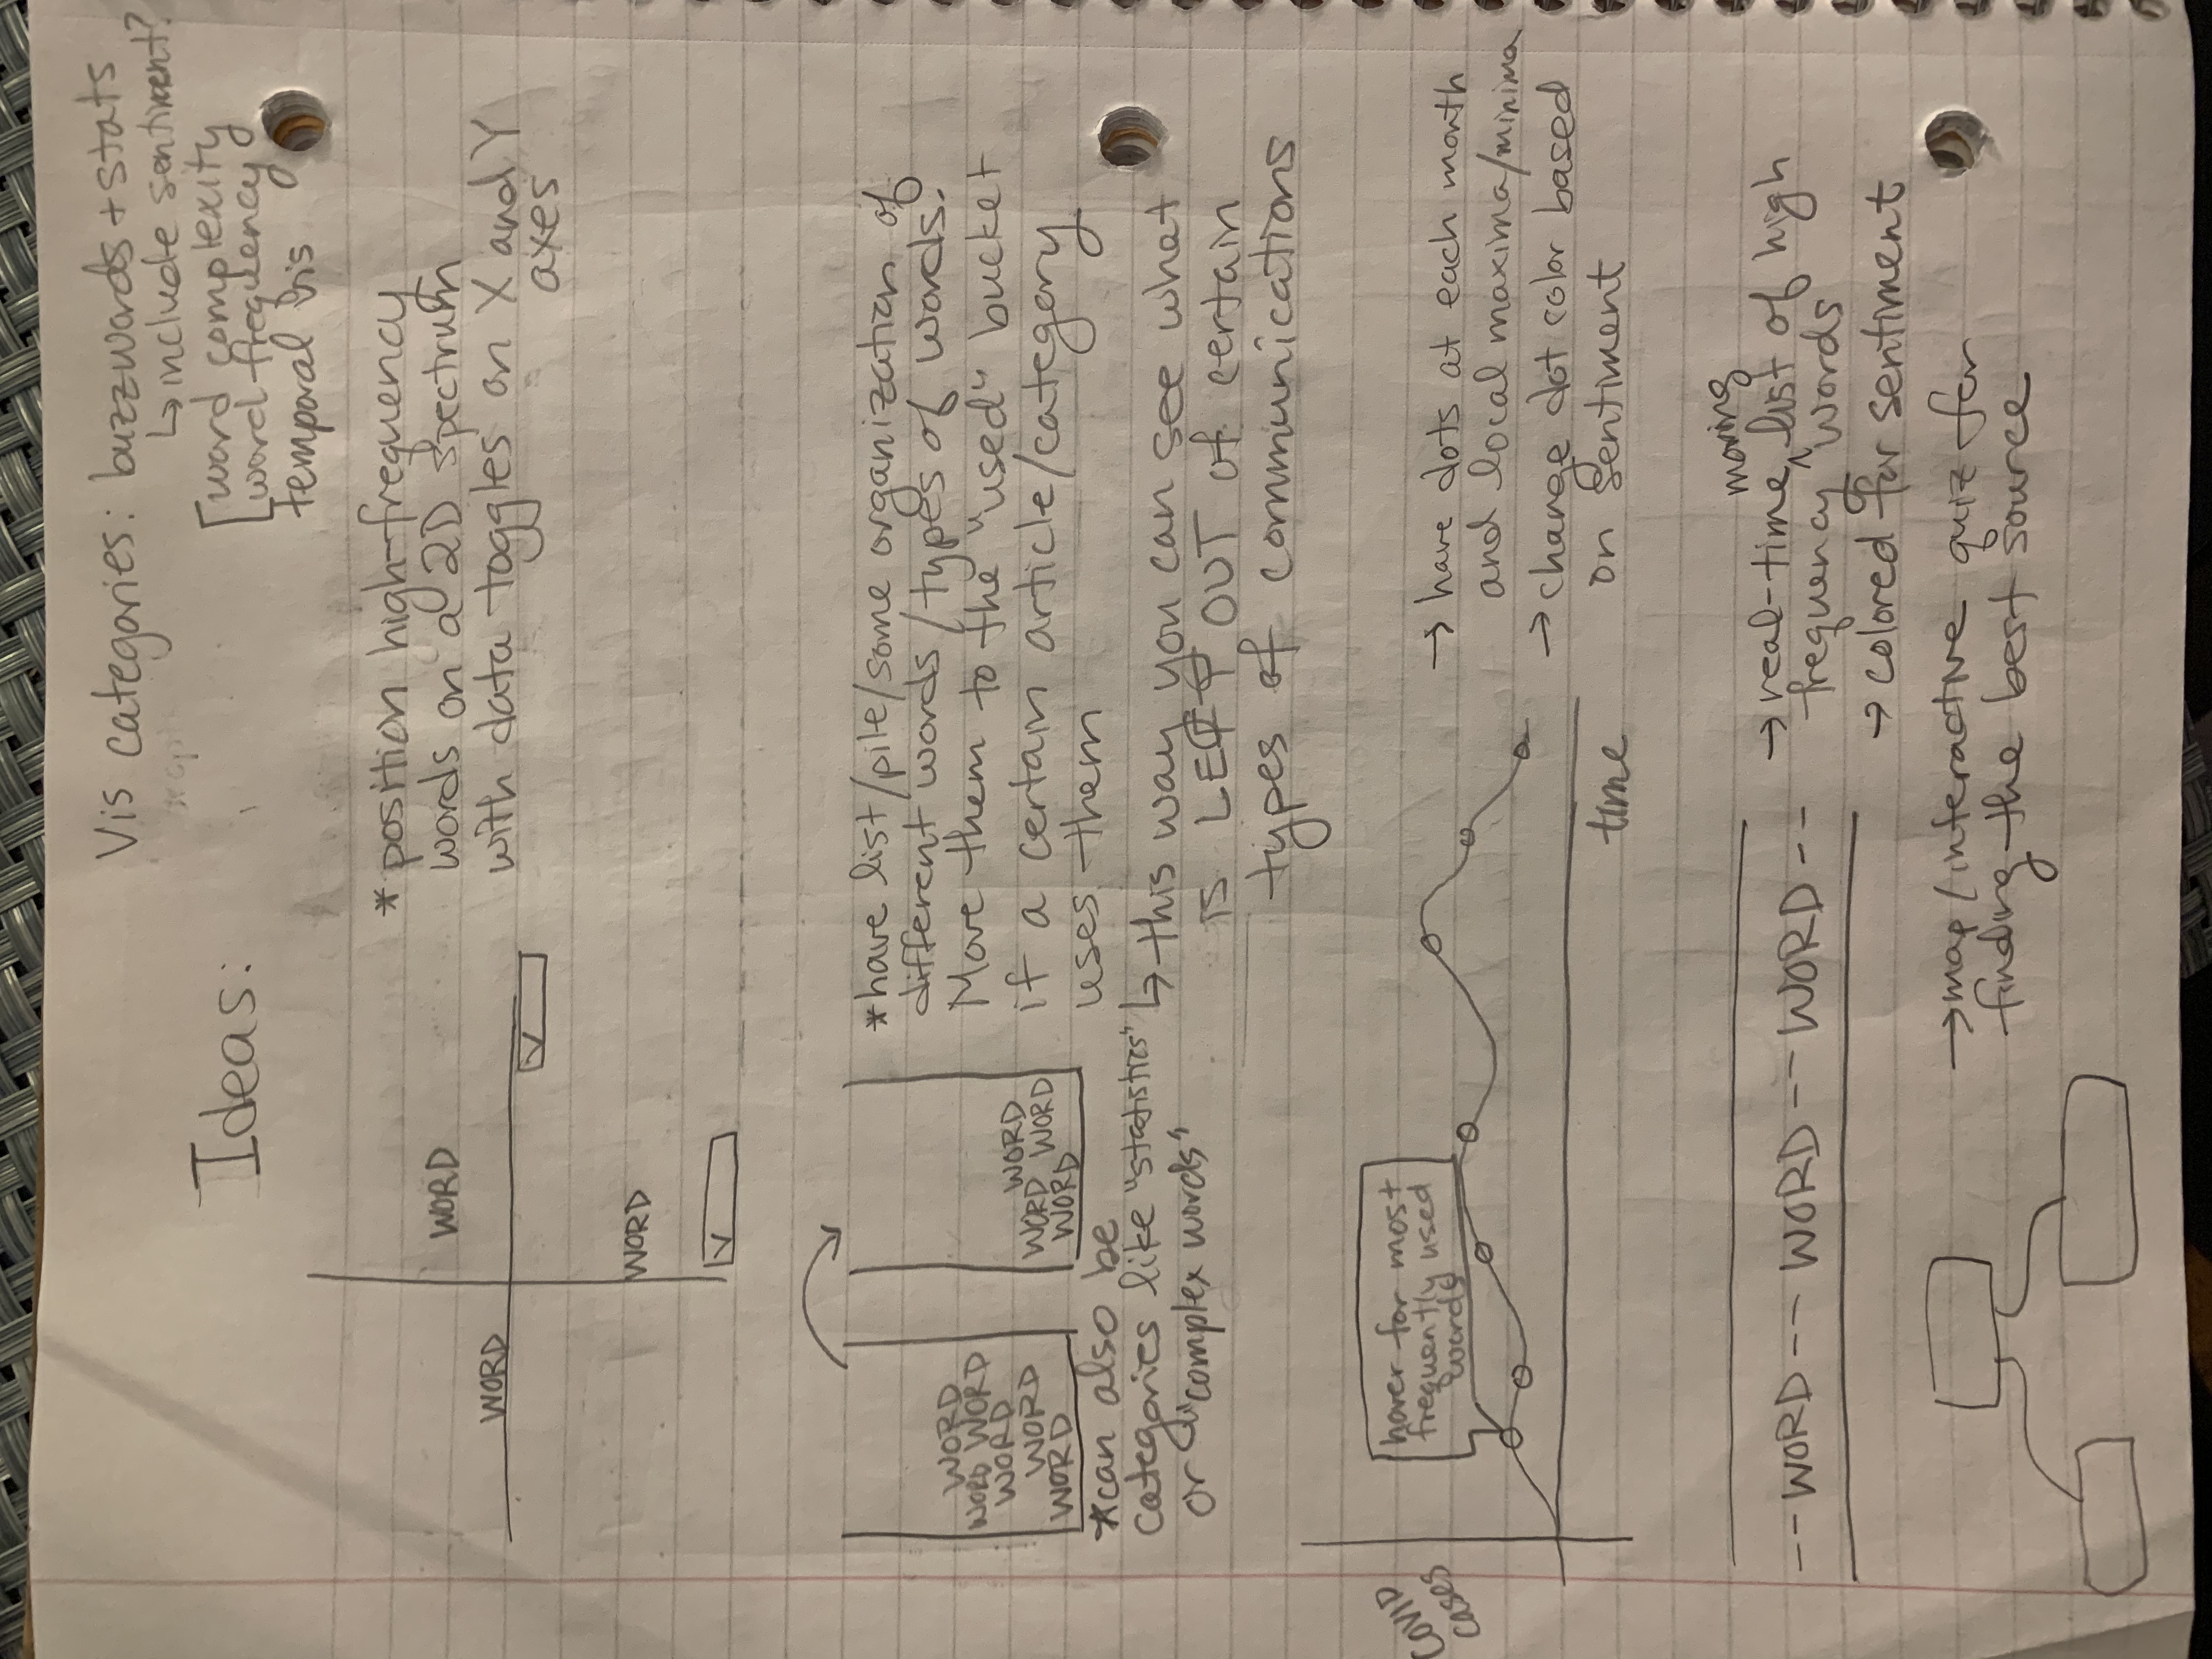 Vis categories: buzzwords + stats
↳ include sentiment?
word complexity
word frequency
temporal vis
Ideas:
WORD
WORD
WORD
* position high-frequency
words on a 2D spectrum
with data toggles on X and Y
axes
WORD
WORD WORD
WORD
WORD
WORD
WORD
WORD WORD
WORD
*can also be
categories like "statistics"
or "complex words"
*have list/pile/some organization of
different words/types of words.
Move them to the "used" bucket
if a certain article/category
uses them
↳ this way you can see what
is LEFT OUT of certain
types of communications
COVID
cases
hover for most
frequently used
words
time
→ have dots at each month
and local maxima/minima
→ change dot color based
on sentiment
--WORD-- WORD -- WORD --
→ real-time moving list of high
frequency words
→ colored for sentiment
→ map/interactive quiz for
finding the best source